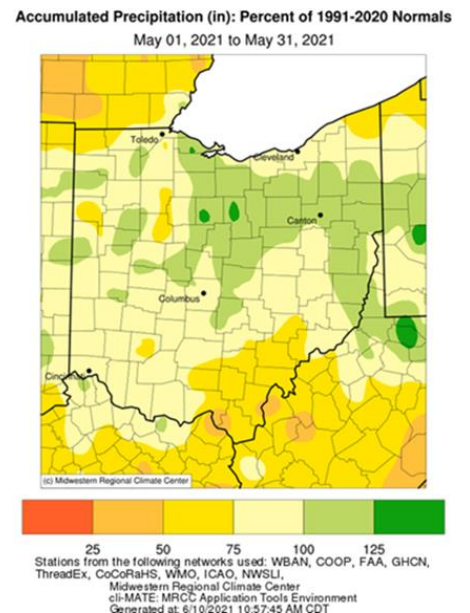 Accumulated Precipitation (in): Percent of 1991-2020 Normals
May 01, 2021 to May 31, 2021
Toledo
Cleveland
Canton
Columbus
Cincinnati
(c) Midwestern Regional Climate Center
25 50 75 100 125
Stations from the following networks used: WBAN, COOP, FAA, GHCN,
ThreadEx, CoCoRaHS, WMO, ICAO, NWSLI,
Midwestern Regional Climate Center
cli-MATE: MRCC Application Tools Environment
Generated at: 6/10/2021 10:57:45 AM CDT